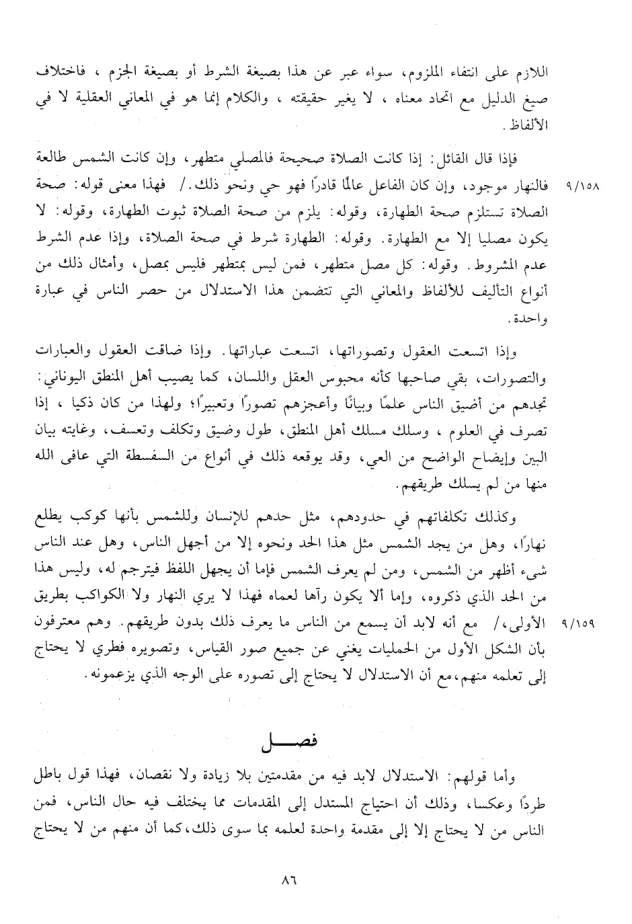 اللازم على انتفاء الملزوم، سواء عبر عن هذا بصيغة الشرط أو بصيغة الجزم ، فاختلاف
صيغ الدليل مع اتحاد معناه ، لا يغير حقيقته ، والكلام إنما هو في المعاني العقلية لا في
الألفاظ .
فإذا قال القائل: إذا كانت الصلاة صحيحة فالمصلي متطهر، وإن كانت الشمس طالعة
٩/١٥٨ فالنهار موجود، وإن كان الفاعل عالمًا قادرًا فهو حي ونحو ذلك./ فهذا معنى قوله: صحة
الصلاة تستلزم صحة الطهارة، وقوله: يلزم من صحة الصلاة ثبوت الطهارة، وقوله: لا
يكون مصليا إلا مع الطهارة. وقوله: الطهارة شرط في صحة الصلاة، وإذا عدم الشرط
عدم المشروط. وقوله: كل مصل متطهر، فمن ليس بمتطهر فليس بمصل، وأمثال ذلك من
أنواع التأليف للألفاظ والمعاني التي تتضمن هذا الاستدلال من حصر الناس في عبارة
واحدة.
وإذا اتسعت العقول وتصوراتها، اتسعت عباراتها. وإذا ضاقت العقول والعبارات
والتصورات، بقي صاحبها كأنه محبوس العقل واللسان، كما يصيب أهل المنطق اليوناني:
تجدهم من أضيق الناس علمًا وبيانًا وأعجزهم تصورًا وتعبيرًا؛ ولهذا من كان ذكيا ، إذا
تصرف في العلوم ، وسلك مسلك أهل المنطق، طول وضيق وتكلف وتعسف، وغايته بيان
البين وإيضاح الواضح من العي، وقد يوقعه ذلك في أنواع من السفسطة التي عافى الله
منها من لم يسلك طريقهم.
وكذلك تكلفاتهم في حدودهم، مثل حدهم للإنسان وللشمس بأنها كوكب يطلع
نهارًا، وهل من يجد الشمس مثل هذا الحد ونحوه إلا من أجهل الناس، وهل عند الناس
شىء أظهر من الشمس، ومن لم يعرف الشمس فإما أن يجهل اللفظ فيترجم له، وليس هذا
من الحد الذي ذكروه، وإما ألا يكون رآها لعماه فهذا لا يري النهار ولا الكواكب بطريق
٩/١٥٩ الأولى،/ مع أنه لابد أن يسمع من الناس ما يعرف ذلك بدون طريقهم. وهم معترفون
بأن الشكل الأول من الحمليات يغني عن جميع صور القياس، وتصويره فطري لا يحتاج
إلى تعلمه منهم،مع أن الاستدلال لا يحتاج إلى تصوره على الوجه الذي يزعمونه.
فصــل
وأما قولهم: الاستدلال لابد فيه من مقدمتين بلا زيادة ولا نقصان، فهذا قول باطل
طردًا وعكسا، وذلك أن احتياج المستدل إلى المقدمات مما يختلف فيه حال الناس، فمن
الناس من لا يحتاج إلا إلى مقدمة واحدة لعلمه بما سوى ذلك،كما أن منهم من لا يحتاج
٨٦